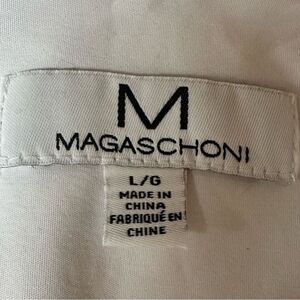 M
MAGASCHONI
L/G
MADE IN
CHINA
FABRIQUÉ EN
CHINE